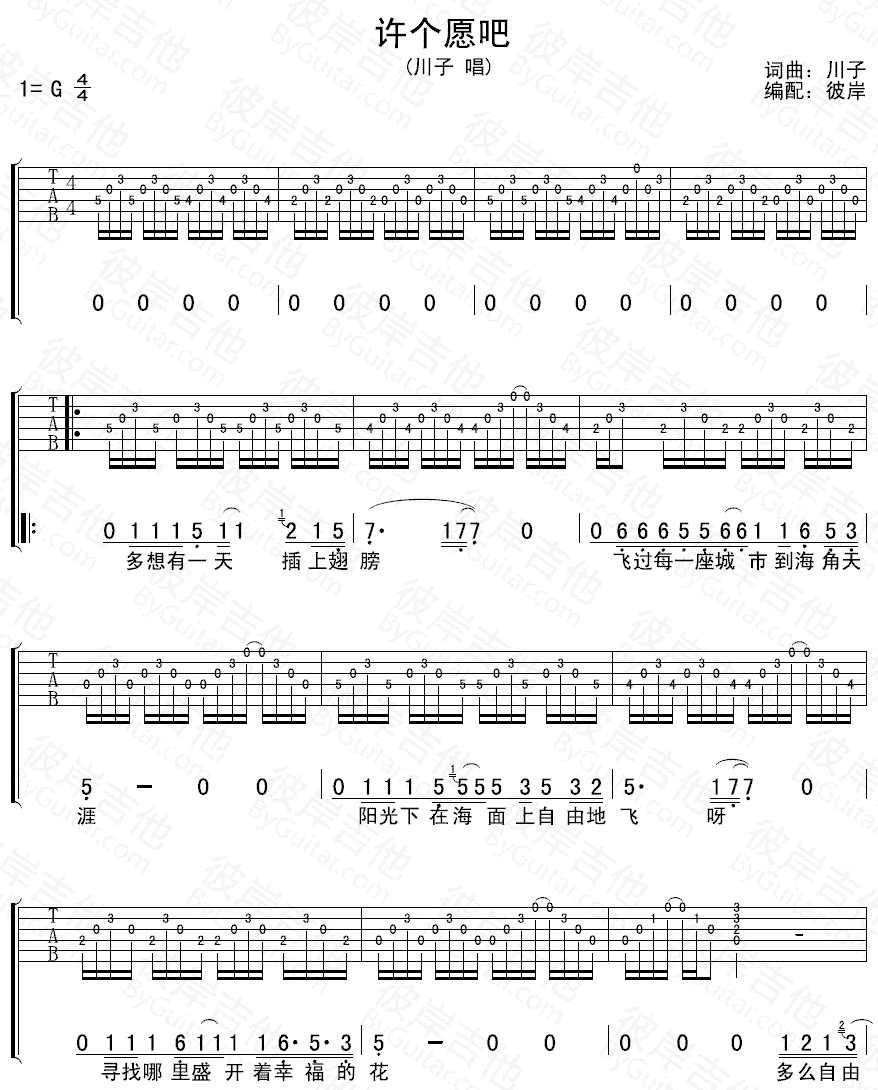 许个愿吧
(川子 唱)
1= G 4/4
词曲: 川子
编配: 彼岸
0 0 0 0 | 0 0 0 0 | 0 0 0 0 | 0 0 0 0
0 1 1 1 5 1 1 2 1 5 | 7· 1 7 7 0 | 0 6 6 6 5 5 6 6 1 1 6 5 3
多想有一天 插上翅膀 飞过每一座城市到海角天
5 — 0 0 | 0 1 1 1 5 5 5 5 3 5 3 2 | 5· 1 7 7 0
涯 阳光下在海面上自由地飞 呀
0 1 1 1 6 1 1 1 1 6· 5· 3 | 5 — 0 0 | 0 0 0 1 2 1 3
寻找哪里盛开着幸福的花 多么自由
彼岸吉他
ByGuitar.com